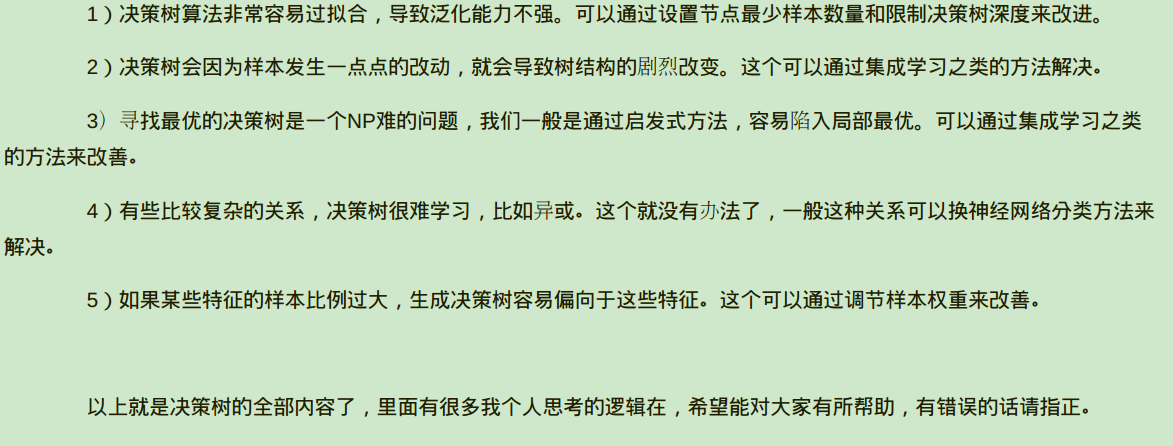 1）决策树算法非常容易过拟合，导致泛化能力不强。可以通过设置节点最少样本数量和限制决策树深度来改进。
2）决策树会因为样本发生一点点的改动，就会导致树结构的剧烈改变。这个可以通过集成学习之类的方法解决。
3）寻找最优的决策树是一个NP难的问题，我们一般是通过启发式方法，容易陷入局部最优。可以通过集成学习之类
的方法来改善。
4）有些比较复杂的关系，决策树很难学习，比如异或。这个就没有办法了，一般这种关系可以换神经网络分类方法来
解决。
5）如果某些特征的样本比例过大，生成决策树容易偏向于这些特征。这个可以通过调节样本权重来改善。
以上就是决策树的全部内容了，里面有很多我个人思考的逻辑在，希望能对大家有所帮助，有错误的话请指正。